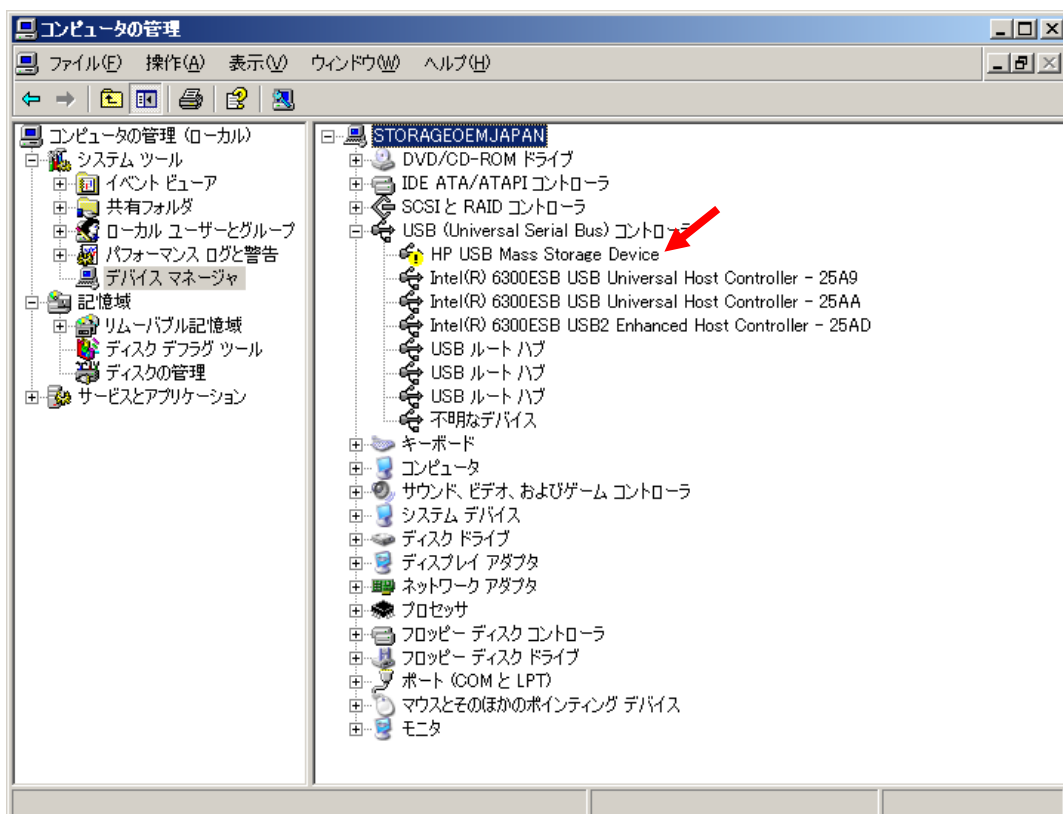 コンピュータの管理
ファイル(F) 操作(A) 表示(V) ウィンドウ(W) ヘルプ(H)
コンピュータの管理 (ローカル)
システム ツール
イベント ビューア
共有フォルダ
ローカル ユーザーとグループ
パフォーマンス ログと警告
デバイス マネージャ
記憶域
リムーバブル記憶域
ディスク デフラグ ツール
ディスクの管理
サービスとアプリケーション
STORAGEOEMJAPAN
DVD/CD-ROM ドライブ
IDE ATA/ATAPI コントローラ
SCSI と RAID コントローラ
USB (Universal Serial Bus) コントローラ
HP USB Mass Storage Device
Intel(R) 6300ESB USB Universal Host Controller - 25A9
Intel(R) 6300ESB USB Universal Host Controller - 25AA
Intel(R) 6300ESB USB2 Enhanced Host Controller - 25AD
USB ルート ハブ
USB ルート ハブ
USB ルート ハブ
不明なデバイス
キーボード
コンピュータ
サウンド、ビデオ、およびゲーム コントローラ
システム デバイス
ディスク ドライブ
ディスプレイ アダプタ
ネットワーク アダプタ
プロセッサ
フロッピー ディスク コントローラ
フロッピー ディスク ドライブ
ポート (COM と LPT)
マウスとそのほかのポインティング デバイス
モニタ